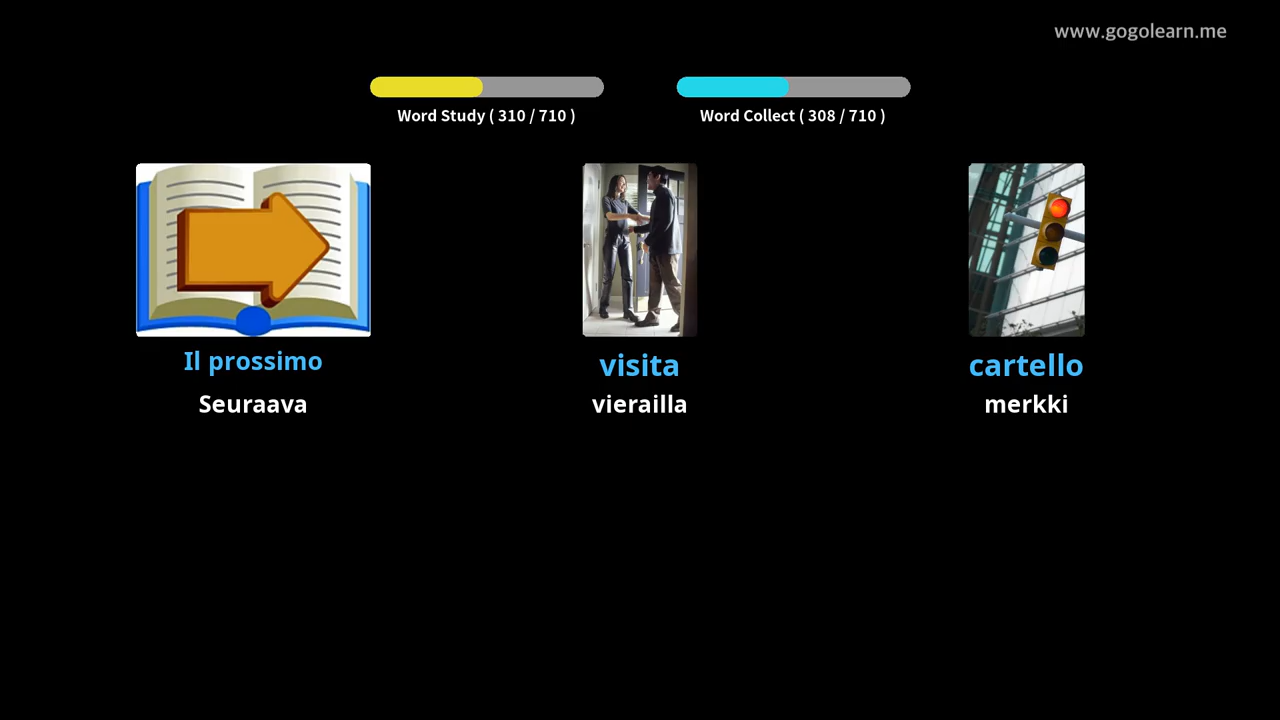 www.gogolearn.me
Word Study ( 310 / 710 )
Word Collect ( 308 / 710 )
Il prossimo
Seuraava
visita
vierailla
cartello
merkki